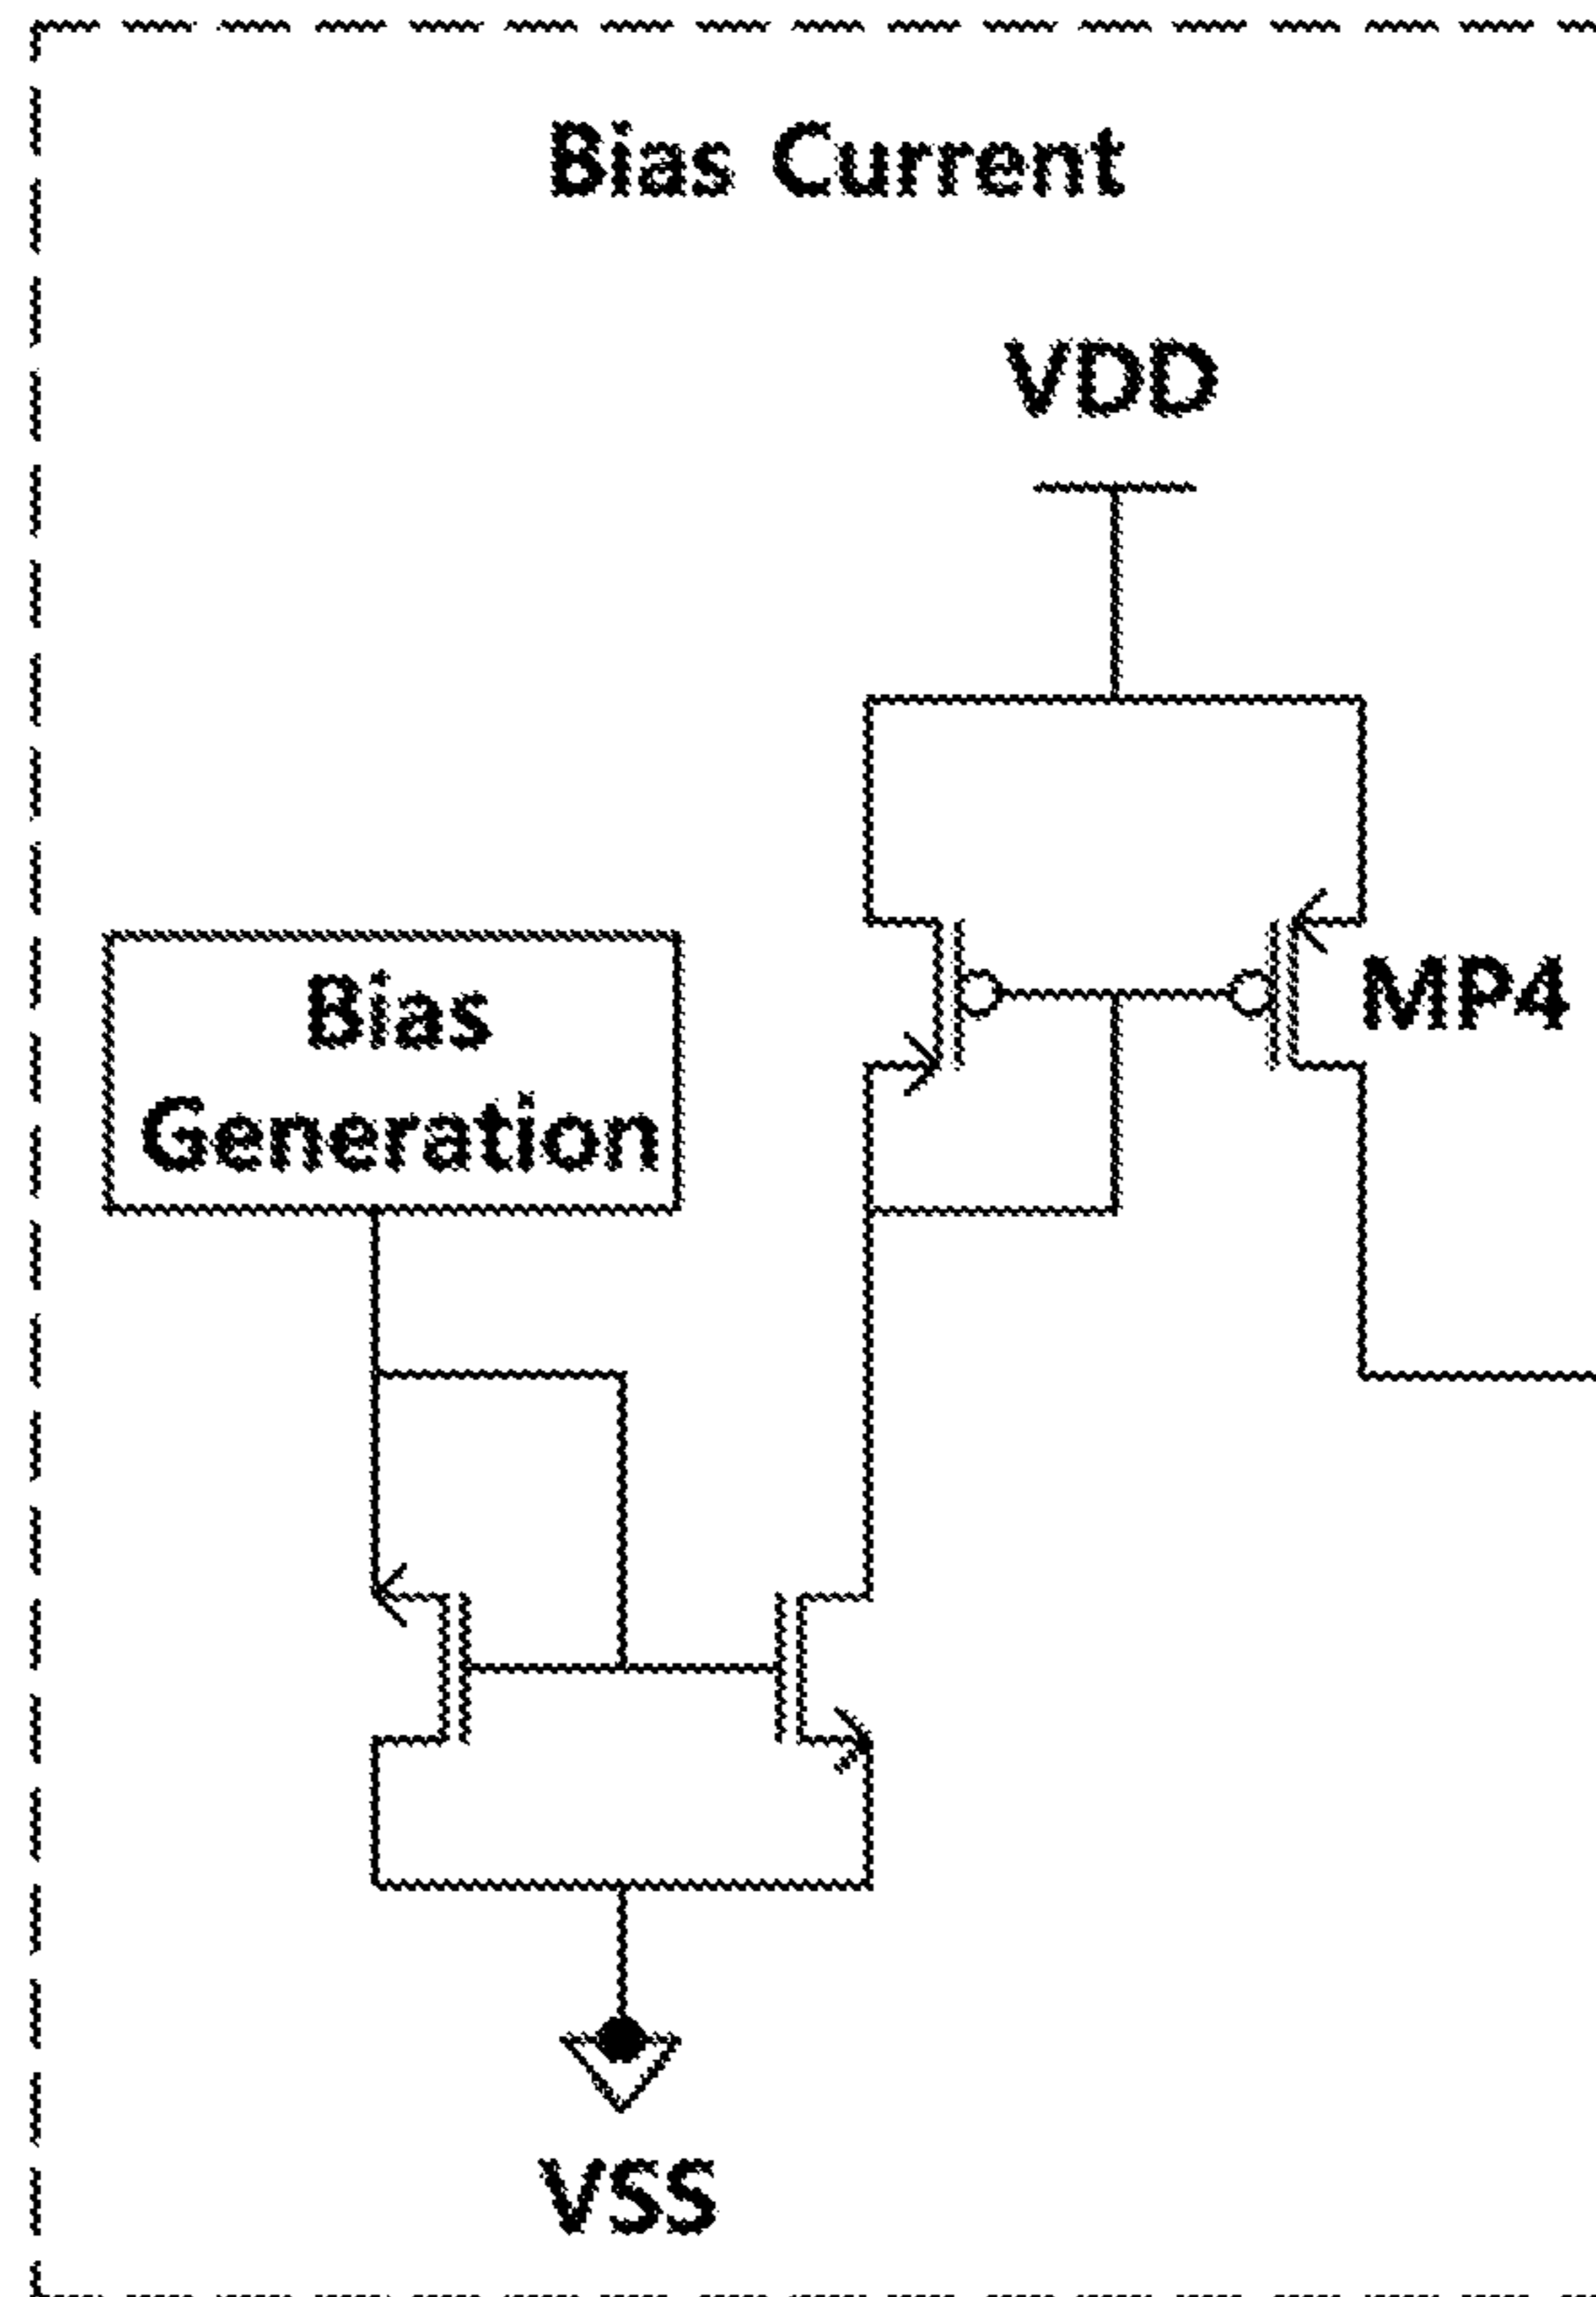 Bias Current
VDD
Bias
Generation
MP4
VSS